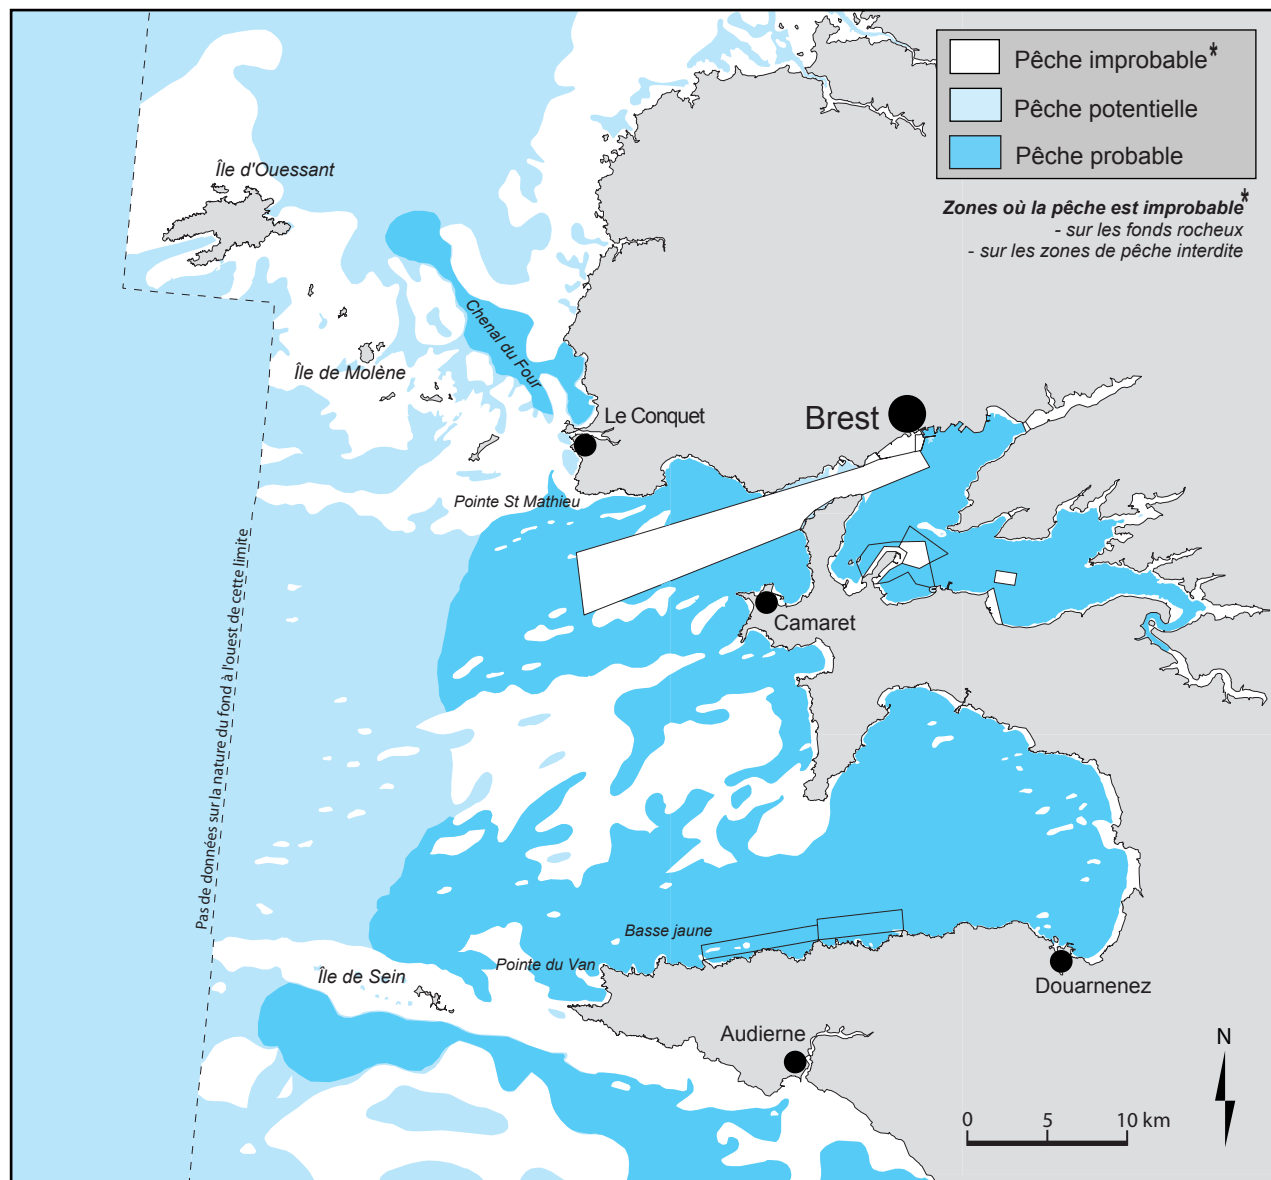 Pêche improbable*
Pêche potentielle
Pêche probable
Zones où la pêche est improbable*
- sur les fonds rocheux
- sur les zones de pêche interdite
Île d'Ouessant
Chenal du Four
Île de Molène
Le Conquet
Brest
Pointe St Mathieu
Camaret
Pas de données sur la nature du fond à l'ouest de cette limite
Basse jaune
Pointe du Van
Île de Sein
Douarnenez
Audierne
N
0 5 10 km